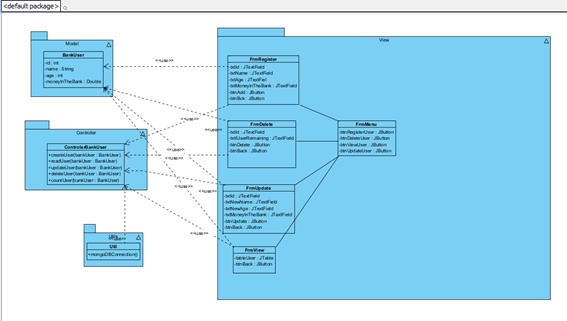 <default package>
Model
BankUser
-id : int
-name : String
-age : int
-moneyInTheBank : Double
Controller
ControlerBankUser
+createUser(bankUser : BankUser)
+readUser(bankUser : BankUser)
+updateUser(bankUser : BankUser)
+deleteUser(bankUser : BankUser)
+countUser(bankUser : BankUser)
Utils
Util
+mongoDBConnection()
View
FrmRegister
-txtId : JTextField
-txtName : JTextField
-txtAge : JTextFiel
-txtMoneyInTheBank : JTextField
-btnAdd : JButton
-btnBck : JButton
FrmDelete
-txtId : JTextField
-txtUserRemaining : JTextField
-btnDelete : JButton
-btnBack : JButton
FrmMenu
-btnRegisterUser : JButton
-btnDeleteUser : JButton
-btnViewUser : JButton
-btnUpdateUser : JButton
FrmUpdate
-txtId : JTextField
-txtNewName : JTextField
-txtNewAge : JTextField
-txtMoneyInTheBank : JTextField
-btnUpdate : JButton
-btnBack : JButton
FrmView
-tableUser : JTable
-btnBack : JButton
<<use>>
<<use>>
<<use>>
<<use>>
<<use>>
<<use>>
<<use>>
<<use>>